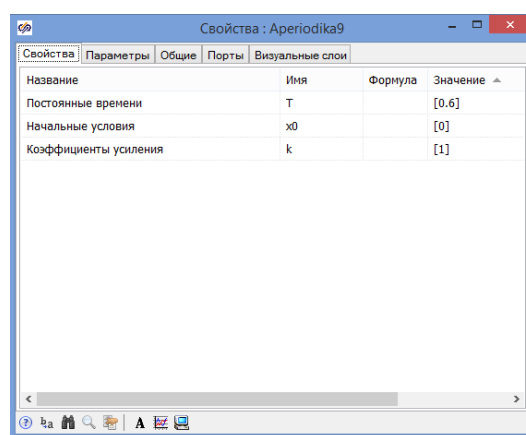 Свойства : Aperiodika9
Свойства Параметры Общие Порты Визуальные слои
Название Имя Формула Значение
Постоянные времени T [0.6]
Начальные условия x0 [0]
Коэффициенты усиления k [1]